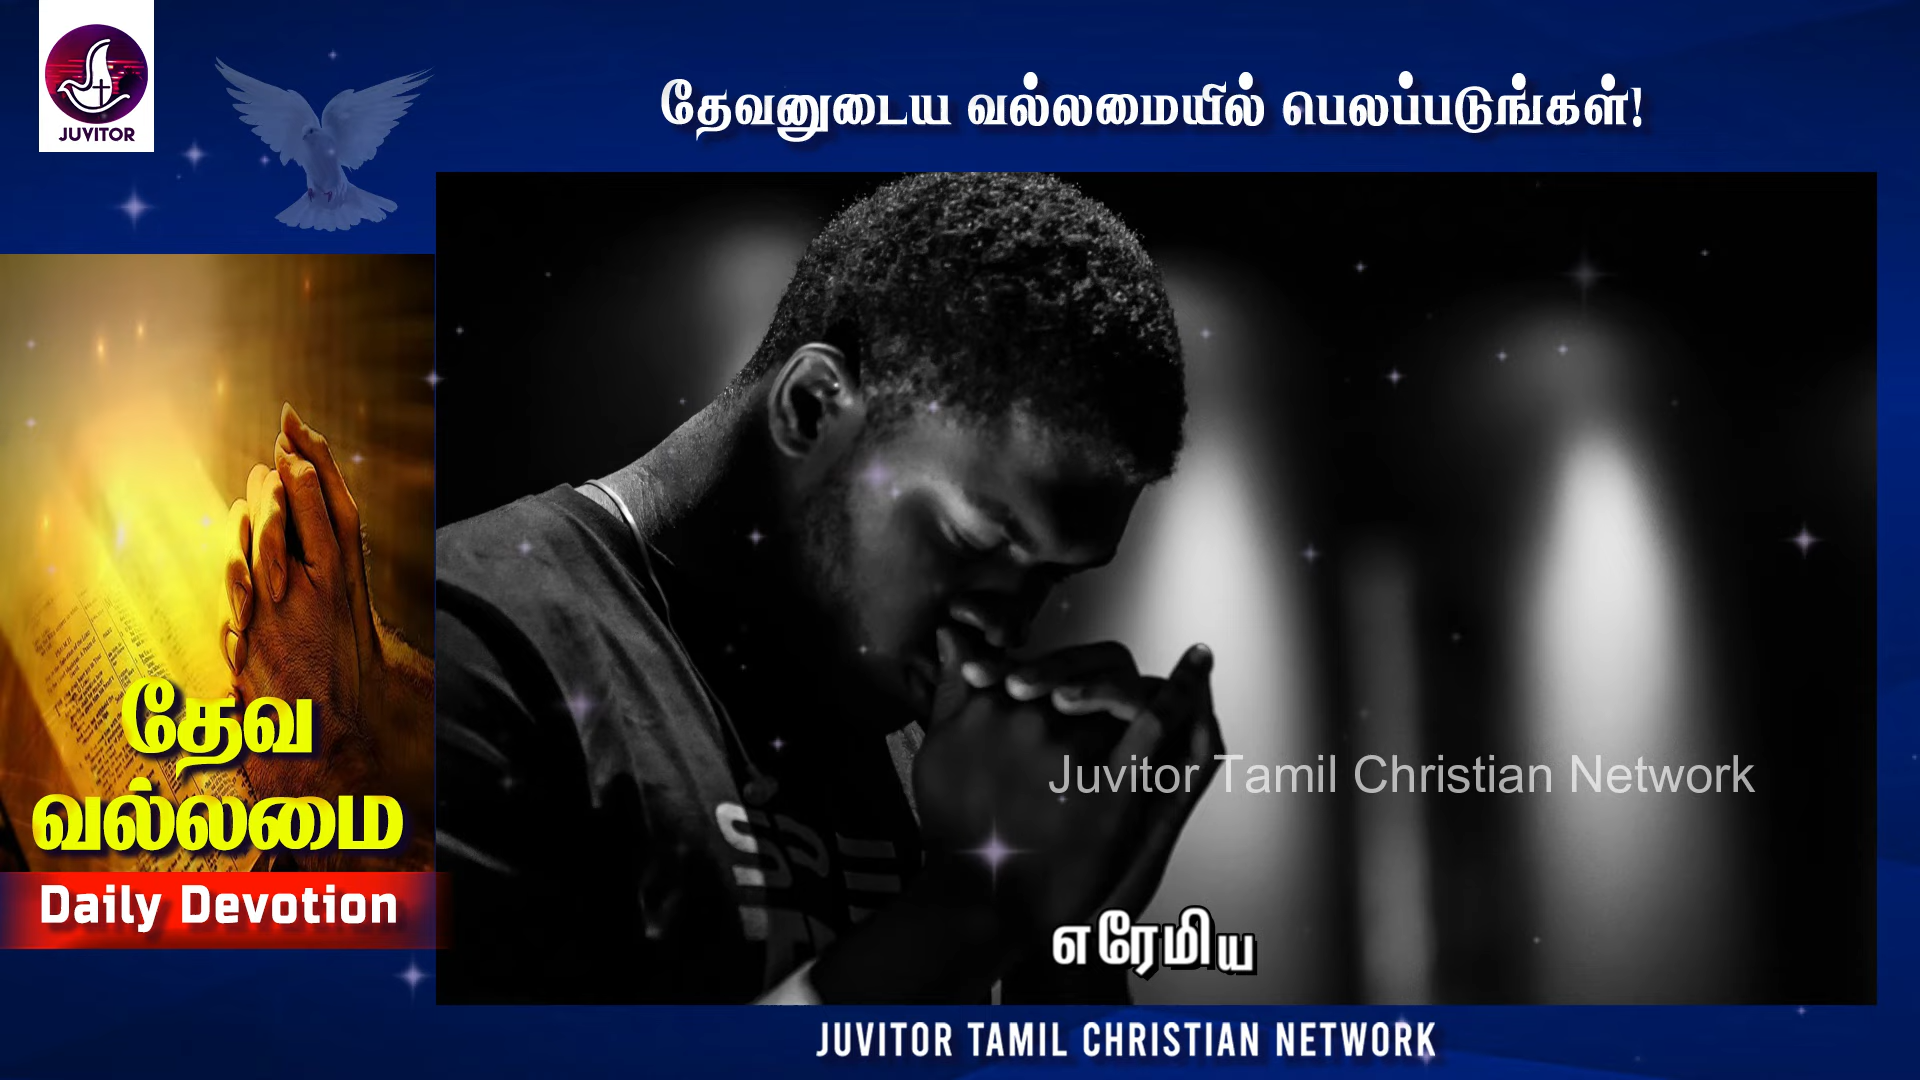 JUVITOR
தேவனுடைய வல்லமையில் பெலப்படுங்கள்!
தேவ
வல்லமை
Daily Devotion
Juvitor Tamil Christian Network
எரேமிய
JUVITOR TAMIL CHRISTIAN NETWORK